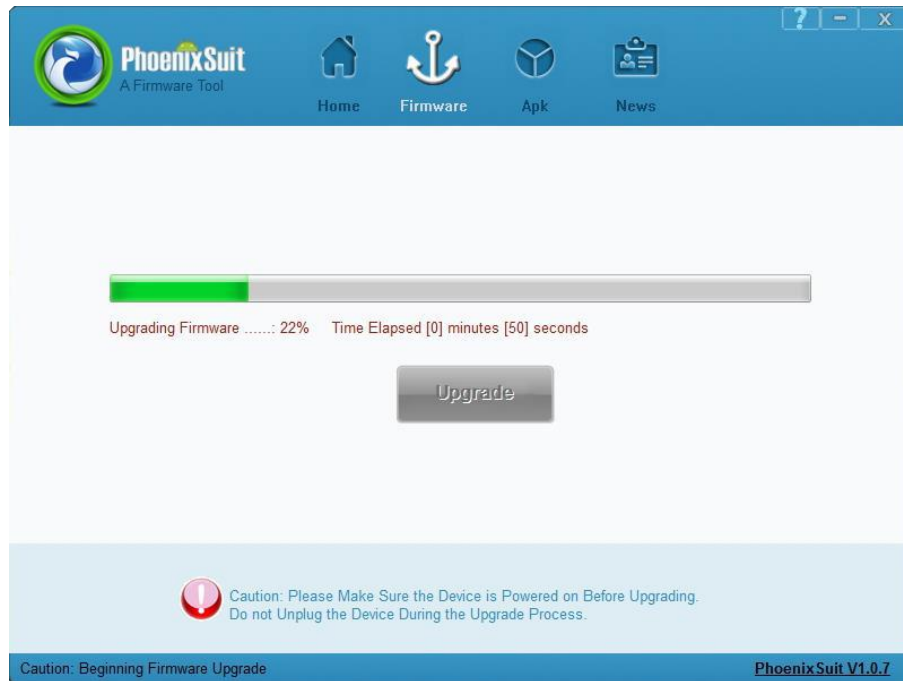 ? – X
PhoenixSuit
A Firmware Tool
Home Firmware Apk News
Upgrading Firmware ......: 22% Time Elapsed [0] minutes [50] seconds
Upgrade
Caution: Please Make Sure the Device is Powered on Before Upgrading.
Do not Unplug the Device During the Upgrade Process.
Caution: Beginning Firmware Upgrade PhoenixSuit V1.0.7